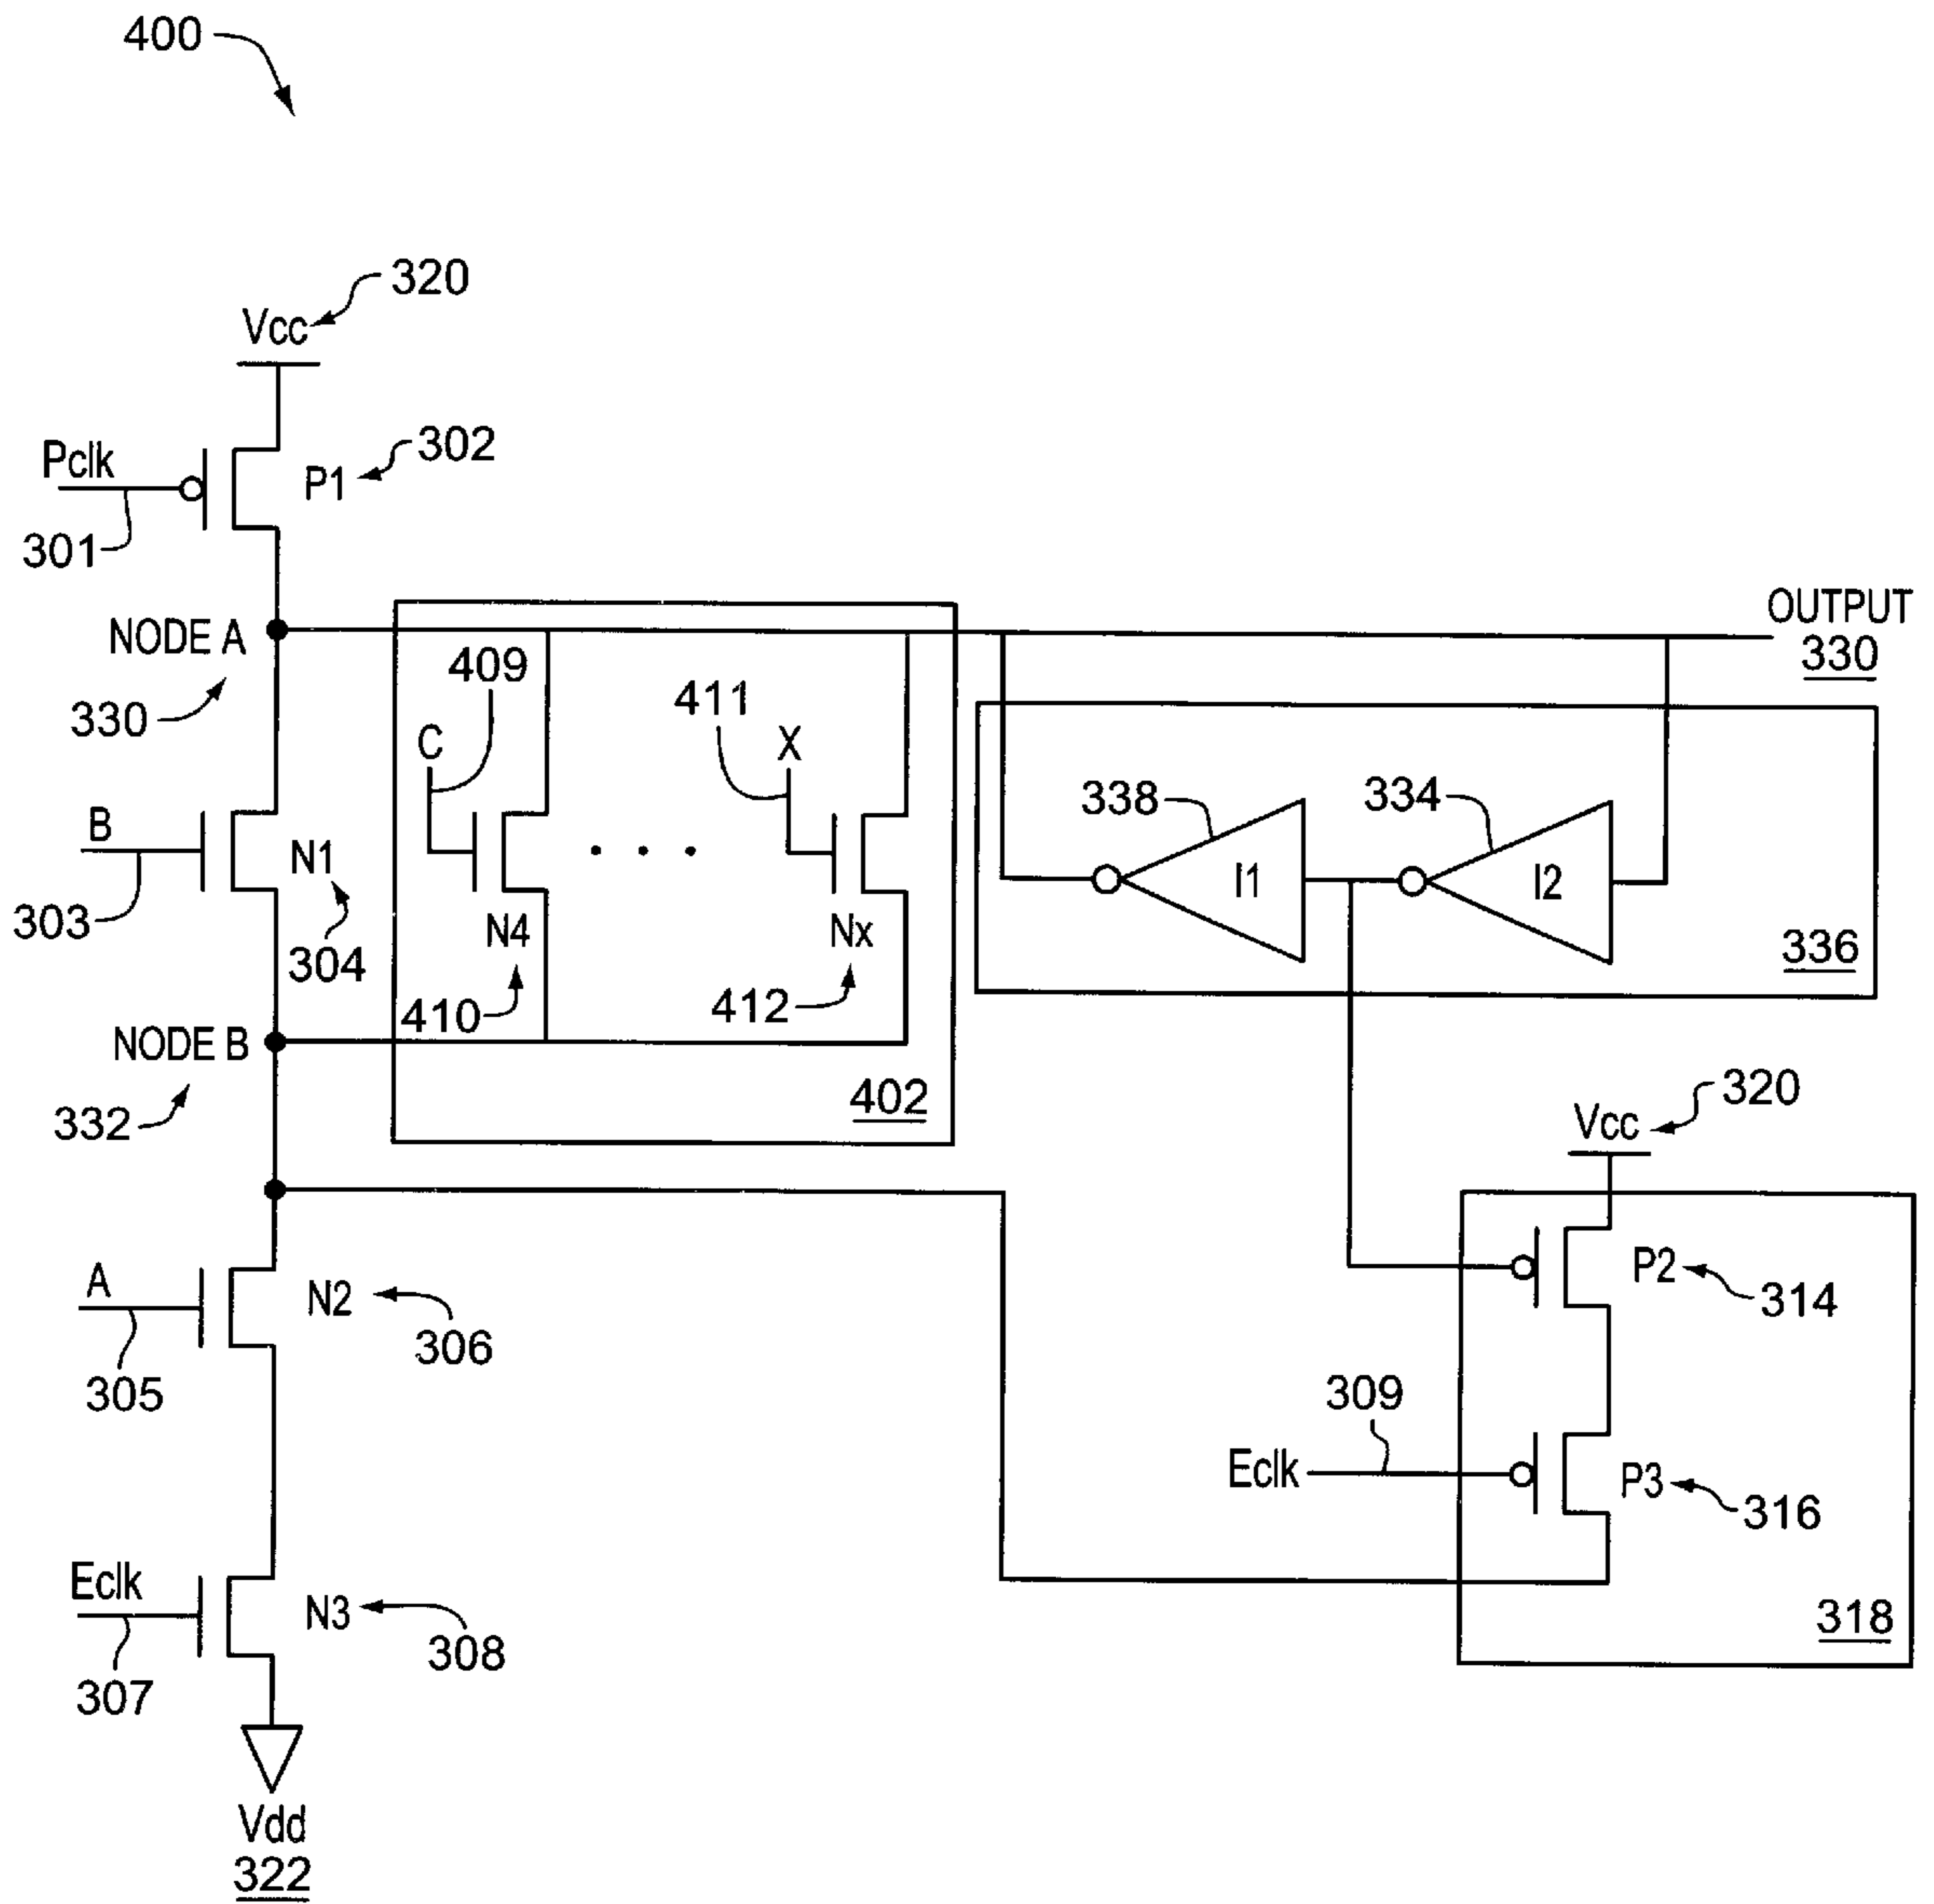 400
320
Vcc
Pclk
P1
302
301
NODE A
330
OUTPUT
330
409
411
C
X
338
334
B
N1
I1
I2
303
304
N4
Nx
336
410
412
NODE B
332
402
320
Vcc
A
N2
306
P2
314
305
309
Eclk
P3
316
Eclk
N3
308
318
307
Vdd
322